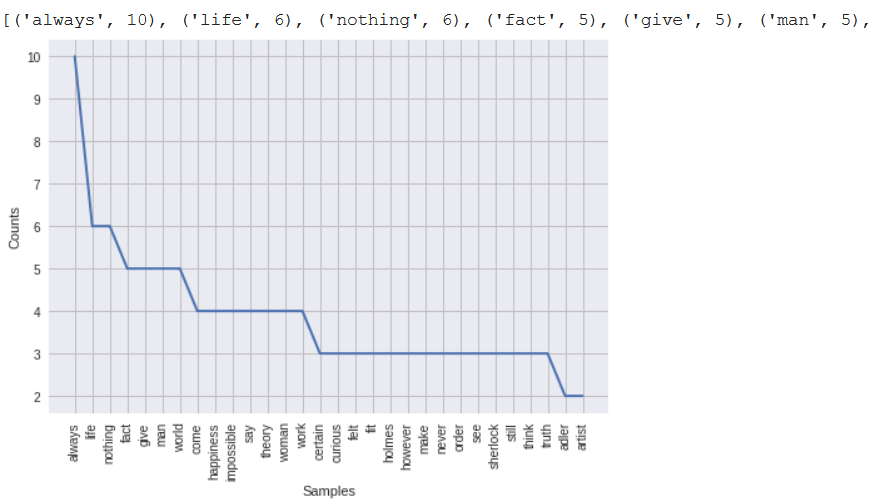 [('always', 10), ('life', 6), ('nothing', 6), ('fact', 5), ('give', 5), ('man', 5),
10
9
8
7
6
5
4
3
2
Counts
always
life
nothing
fact
give
man
world
come
happiness
impossible
say
theory
woman
work
certain
curious
felt
fit
holmes
however
make
never
order
see
sherlock
still
think
truth
adler
artist
Samples